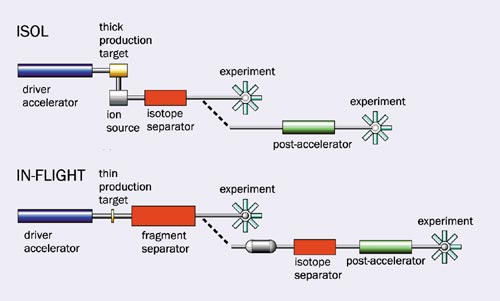 ISOL
thick
production
target
driver
accelerator
ion
source
isotope
separator
experiment
post-accelerator
experiment
IN-FLIGHT
thin
production
target
driver
accelerator
fragment
separator
experiment
isotope
separator
post-accelerator
experiment